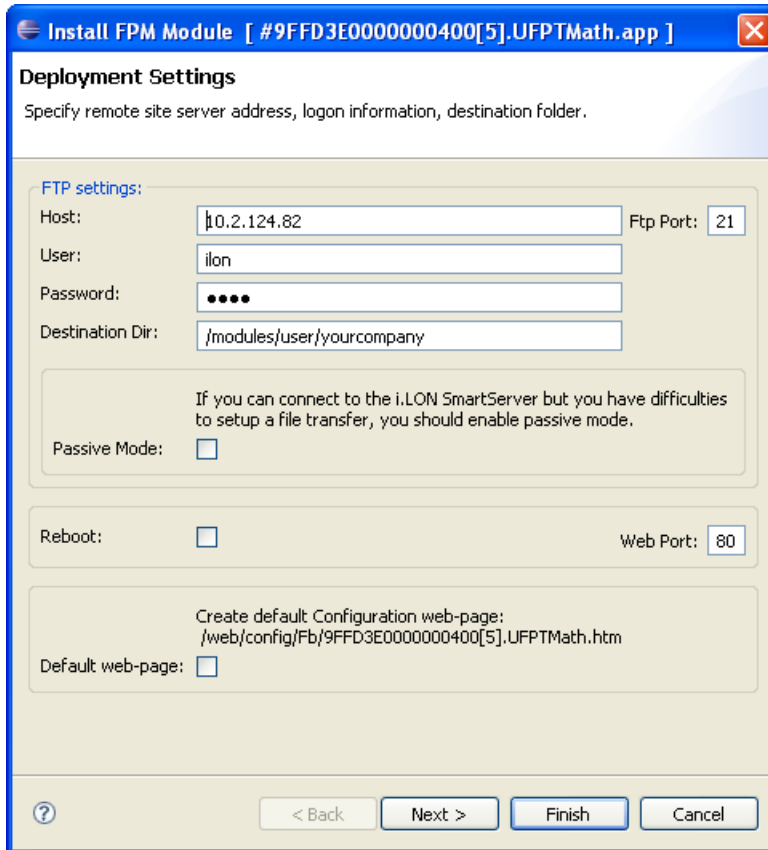 Install FPM Module [ #9FFD3E0000000400[5].UFPTMath.app ]
Deployment Settings
Specify remote site server address, logon information, destination folder.
FTP settings:
Host: 10.2.124.82 Ftp Port: 21
User: ilon
Password: ●●●●
Destination Dir: /modules/user/yourcompany
If you can connect to the i.LON SmartServer but you have difficulties
to setup a file transfer, you should enable passive mode.
Passive Mode:
Reboot: Web Port: 80
Create default Configuration web-page:
/web/config/Fb/9FFD3E0000000400[5].UFPTMath.htm
Default web-page:
? < Back Next > Finish Cancel